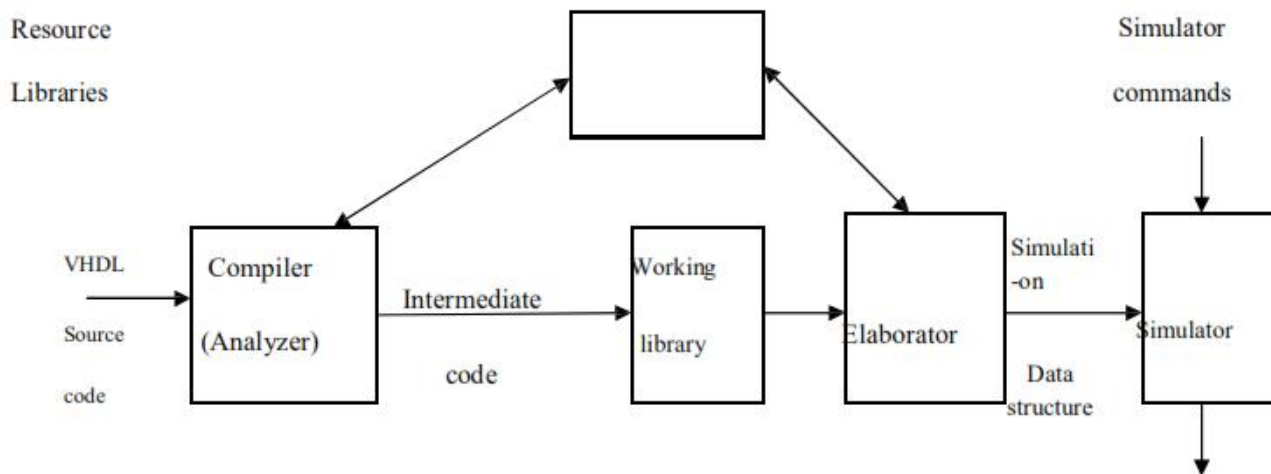 Resource
Libraries
Simulator
commands
VHDL
Source
code
Compiler
(Analyzer)
Intermediate
code
Working
library
Elaborator
Simulati
-on
Data
structure
Simulator